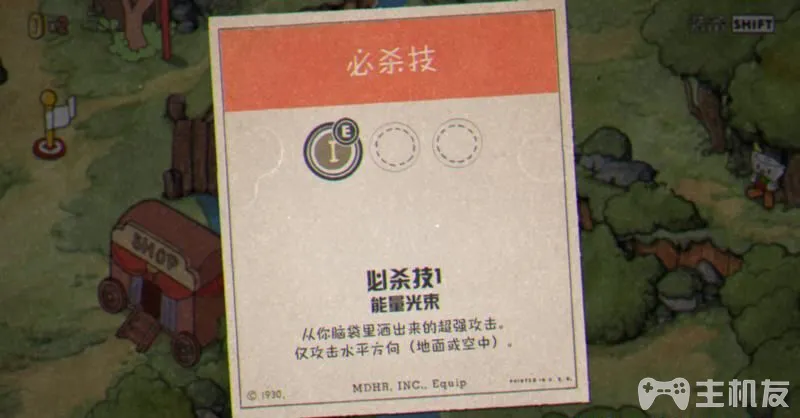 SHIFT
必杀技
I
E
SHOP
必杀技1
能量光束
从你脑袋里洒出来的超强攻击。
仅攻击水平方向（地面或空中）。
© 1930.
MDHR, INC., Equip
PRINTED IN U. S. A.
主机友